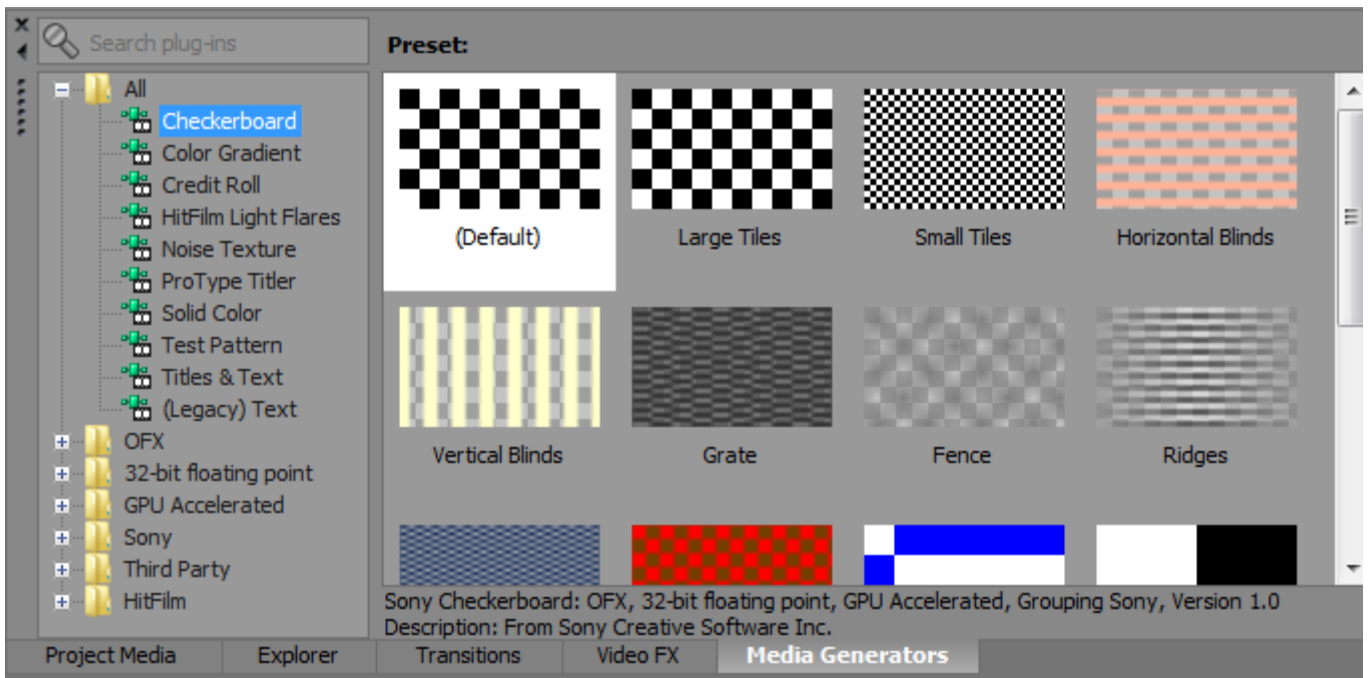 Search plug-ins
All
Checkerboard
Color Gradient
Credit Roll
HitFilm Light Flares
Noise Texture
ProType Titler
Solid Color
Test Pattern
Titles & Text
(Legacy) Text
OFX
32-bit floating point
GPU Accelerated
Sony
Third Party
HitFilm
Preset:
(Default) Large Tiles Small Tiles Horizontal Blinds
Vertical Blinds Grate Fence Ridges
Sony Checkerboard: OFX, 32-bit floating point, GPU Accelerated, Grouping Sony, Version 1.0
Description: From Sony Creative Software Inc.
Project Media Explorer Transitions Video FX Media Generators